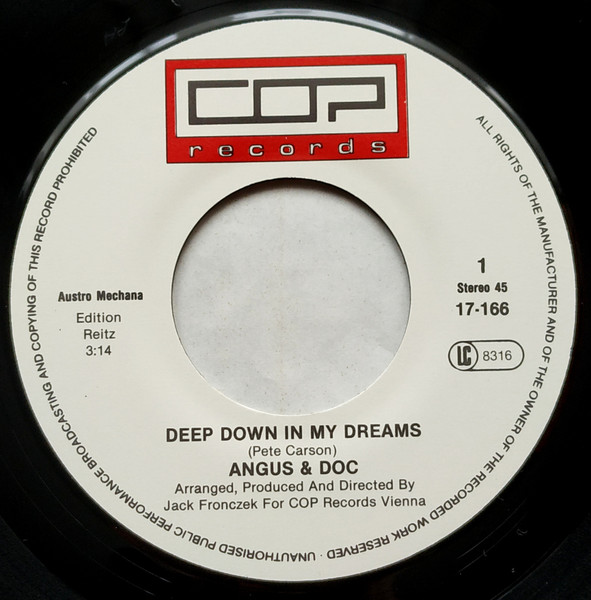 COP
records
ALL RIGHTS OF THE MANUFACTURER AND OF THE OWNER OF THE RECORDED WORK RESERVED · UNAUTHORISED PUBLIC PERFORMANCE BROADCASTING AND COPYING OF THIS RECORD PROHIBITED
Austro Mechana
Edition
Reitz
3:14
1
Stereo 45
17-166
LC 8316
DEEP DOWN IN MY DREAMS
(Pete Carson)
ANGUS & DOC
Arranged, Produced And Directed By
Jack Fronczek For COP Records Vienna